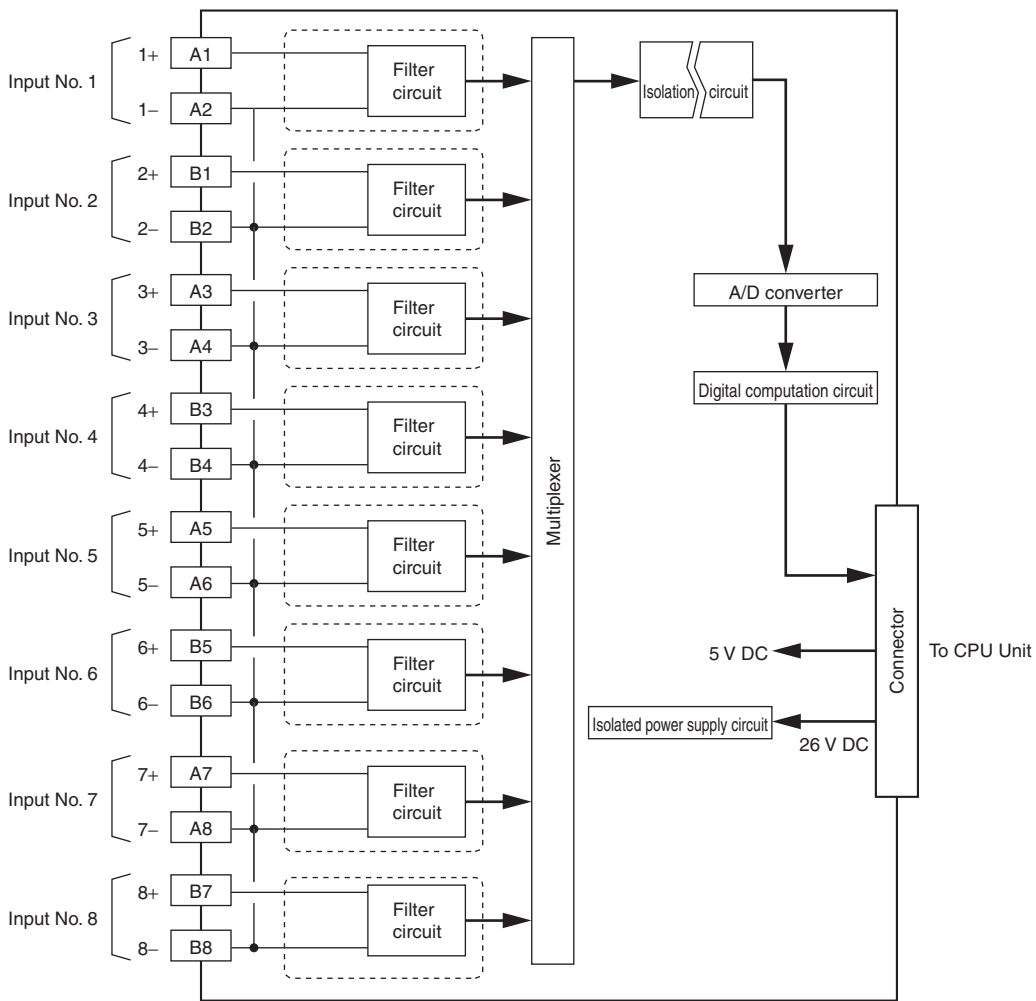 Input No. 1
1+
A1
1–
A2
Filter
circuit
Input No. 2
2+
B1
2–
B2
Filter
circuit
Input No. 3
3+
A3
3–
A4
Filter
circuit
Input No. 4
4+
B3
4–
B4
Filter
circuit
Input No. 5
5+
A5
5–
A6
Filter
circuit
Input No. 6
6+
B5
6–
B6
Filter
circuit
Input No. 7
7+
A7
7–
A8
Filter
circuit
Input No. 8
8+
B7
8–
B8
Filter
circuit
Multiplexer
Isolation circuit
A/D converter
Digital computation circuit
Connector
To CPU Unit
5 V DC
Isolated power supply circuit
26 V DC